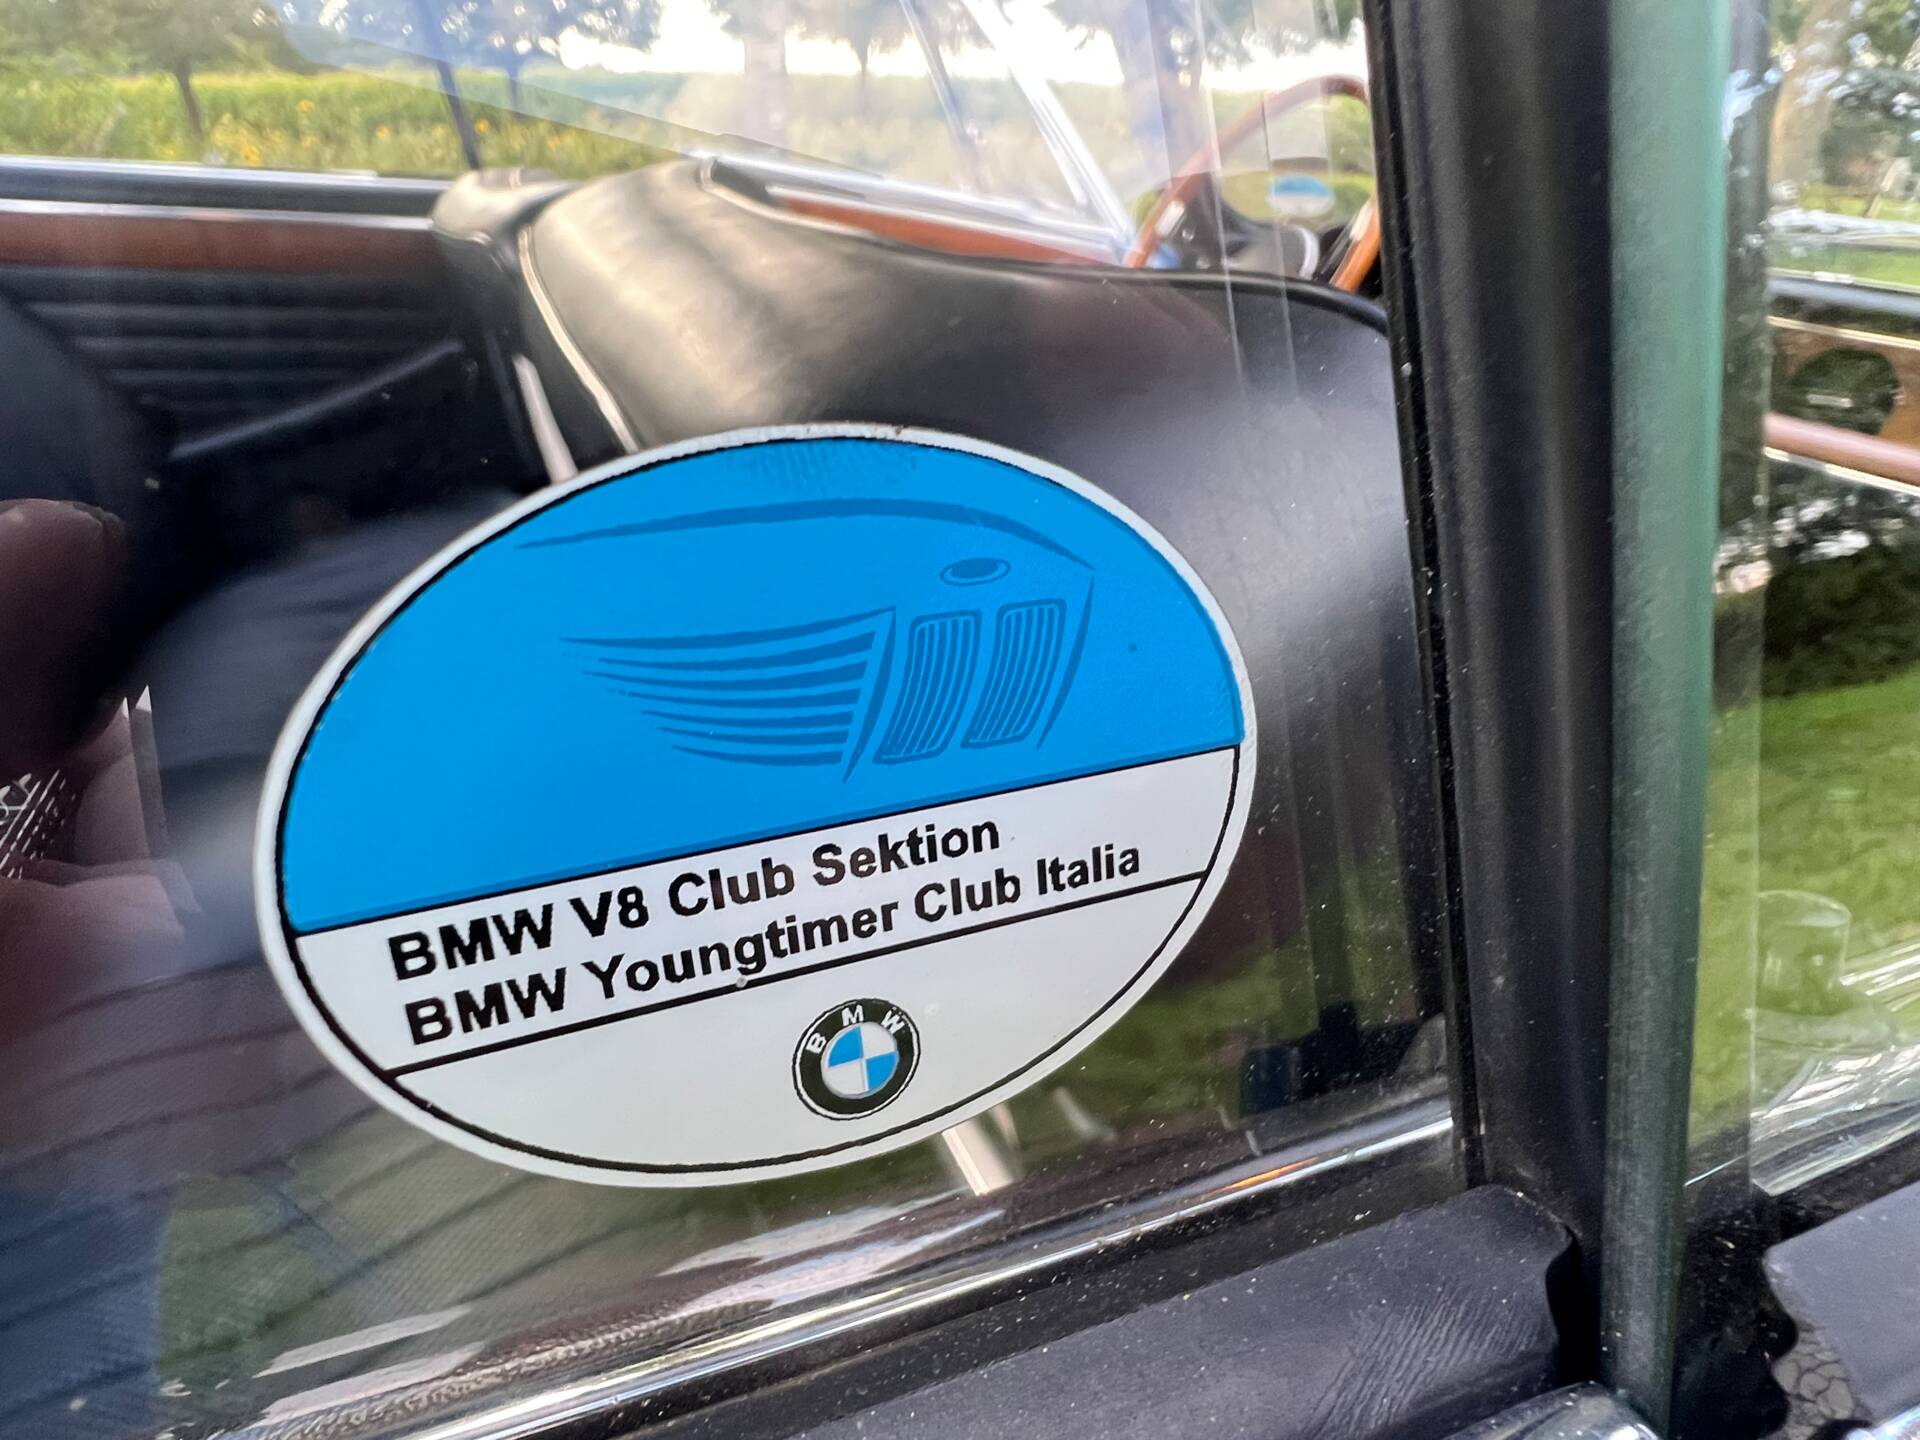 BMW V8 Club Sektion
BMW Youngtimer Club Italia
BMW